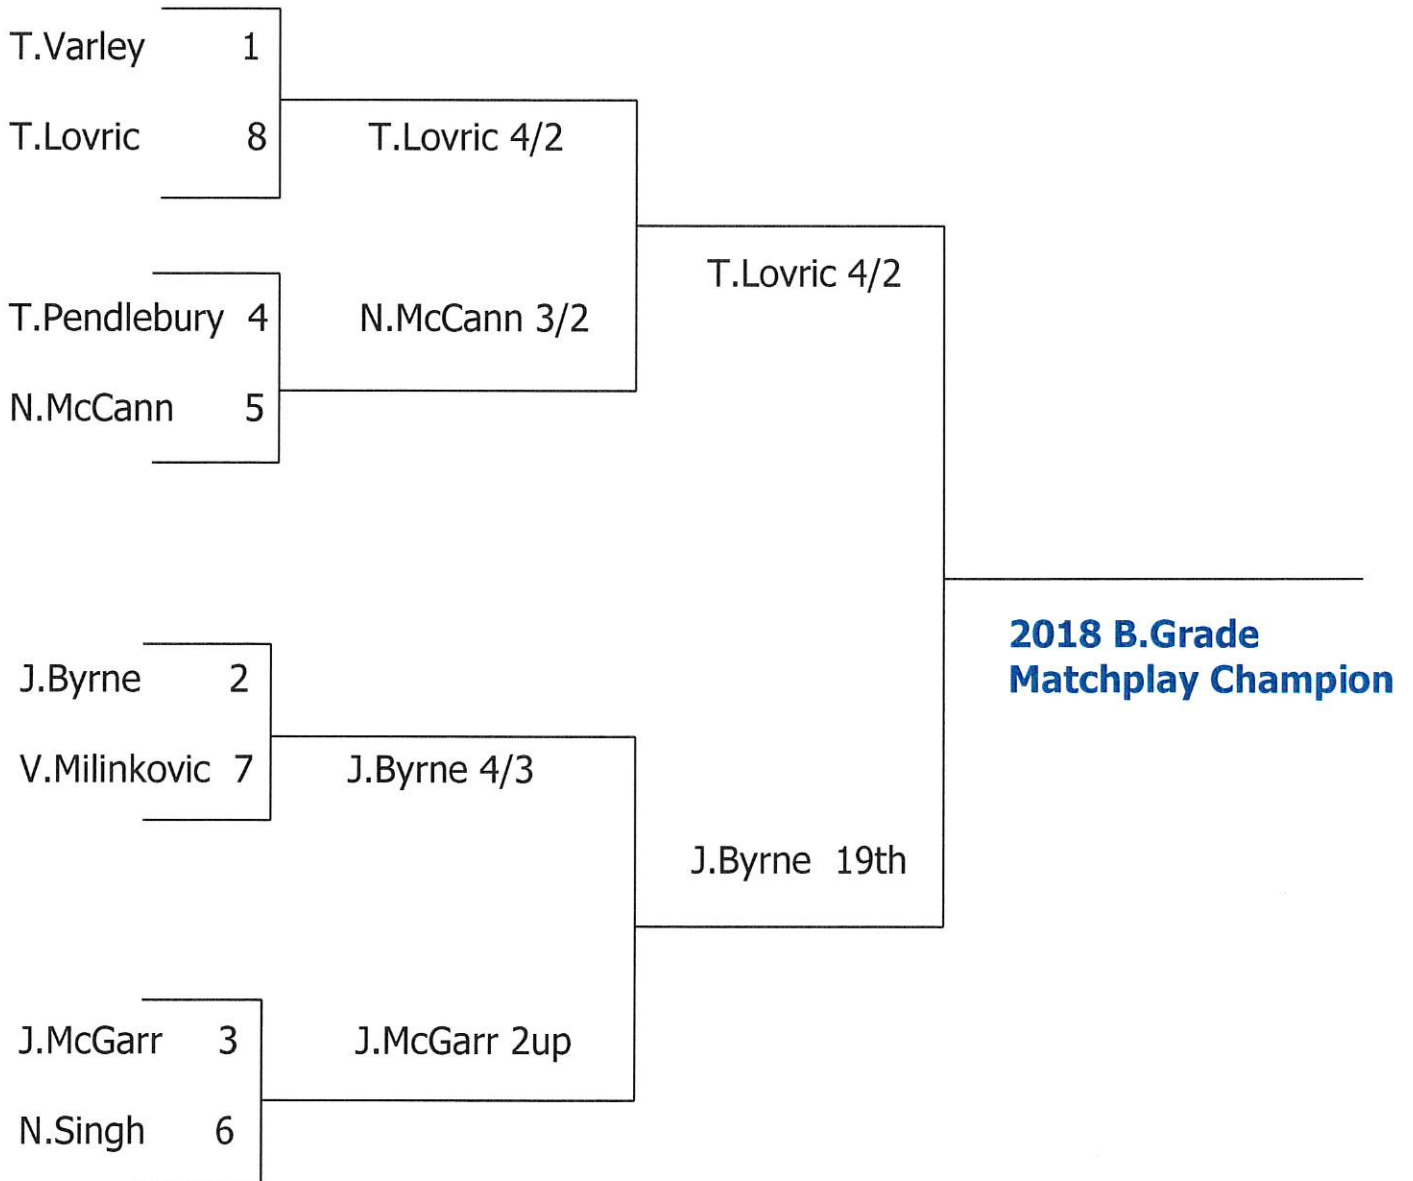 T.Varley 1
T.Lovric 8
T.Lovric 4/2
T.Lovric 4/2
T.Pendlebury 4
N.McCann 3/2
N.McCann 5
2018 B.Grade
Matchplay Champion
J.Byrne 2
V.Milinkovic 7
J.Byrne 4/3
J.Byrne 19th
J.McGarr 3
J.McGarr 2up
N.Singh 6